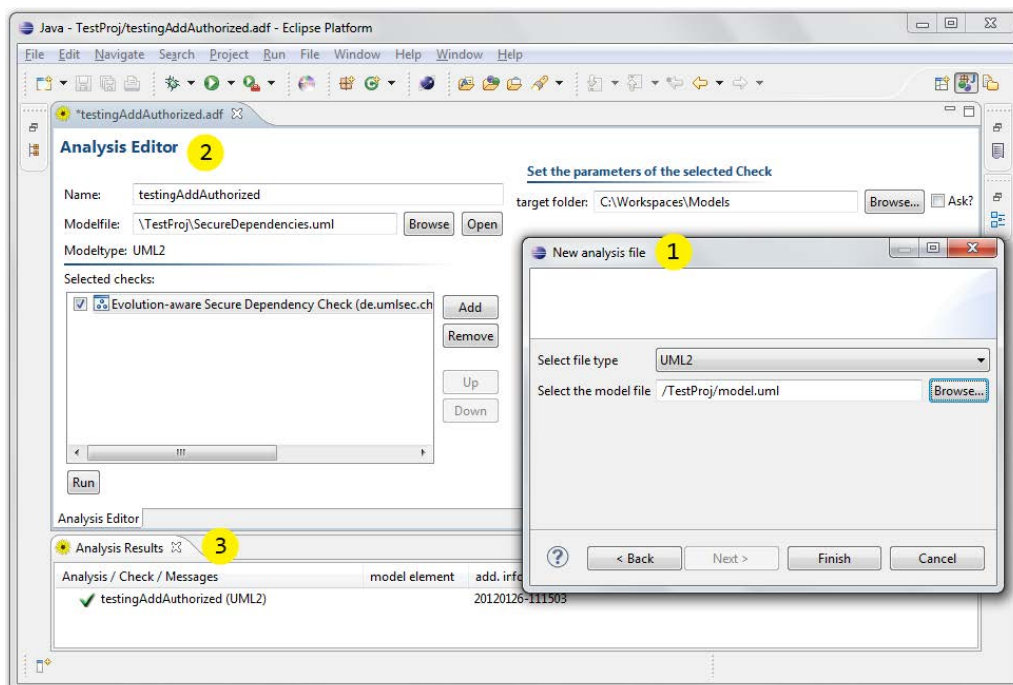 Java - TestProj/testingAddAuthorized.adf - Eclipse Platform
File Edit Navigate Search Project Run File Window Help Window Help
*testingAddAuthorized.adf
Analysis Editor 2
Set the parameters of the selected Check
Name: testingAddAuthorized
target folder: C:\Workspaces\Models Browse... Ask?
Modelfile: \TestProj\SecureDependencies.uml Browse Open
Modeltype: UML2
New analysis file 1
Selected checks:
Evolution-aware Secure Dependency Check (de.umlsec.ch
Add
Remove
Up
Down
Select file type UML2
Select the model file /TestProj/model.uml Browse...
Run
Analysis Editor
< Back Next > Finish Cancel
Analysis Results 3
Analysis / Check / Messages model element add. info
testingAddAuthorized (UML2) 20120126-111503